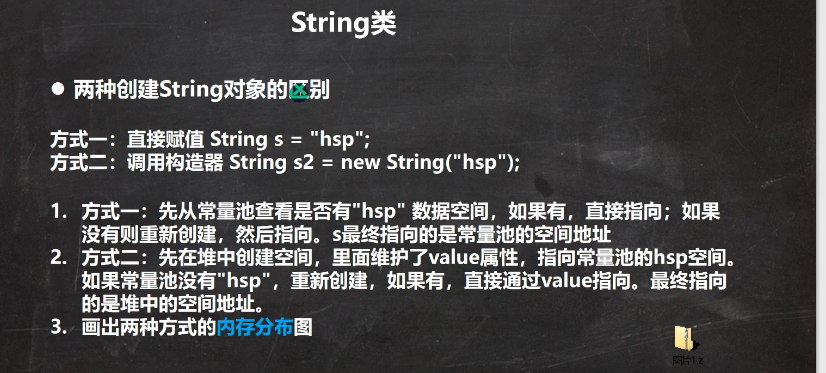 String类
● 两种创建String对象的区别
方式一：直接赋值 String s = "hsp";
方式二：调用构造器 String s2 = new String("hsp");
1. 方式一：先从常量池查看是否有"hsp" 数据空间，如果有，直接指向；如果
没有则重新创建，然后指向。s最终指向的是常量池的空间地址
2. 方式二：先在堆中创建空间，里面维护了value属性，指向常量池的hsp空间。
如果常量池没有"hsp"，重新创建，如果有，直接通过value指向。最终指向
的是堆中的空间地址。
3. 画出两种方式的内存分布图
图片1.z